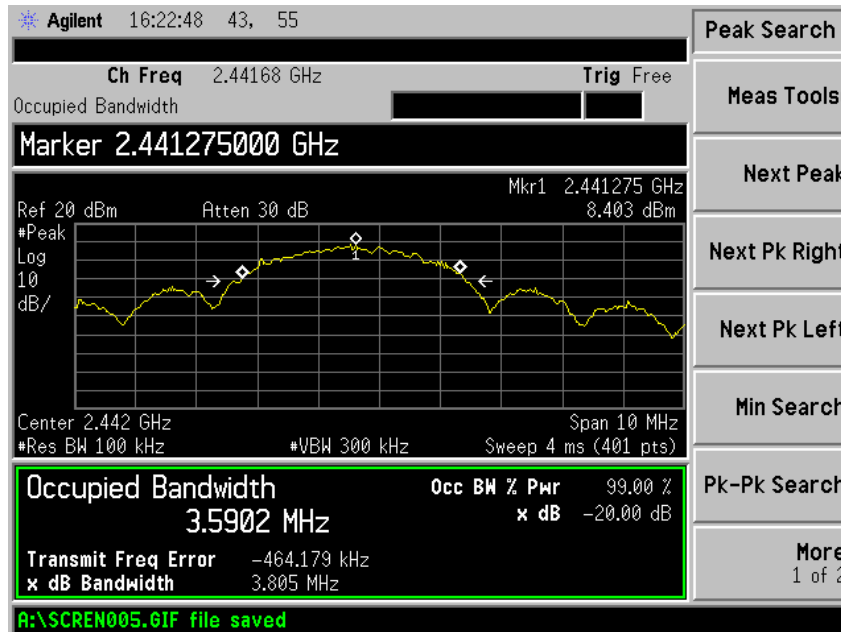 Agilent 16:22:48 43, 55
Peak Search
Ch Freq 2.44168 GHz Trig Free
Occupied Bandwidth
Meas Tools
Marker 2.441275000 GHz
Next Peak
Mkr1 2.441275 GHz
Ref 20 dBm Atten 30 dB 8.403 dBm
#Peak
Log
10
dB/
1
Next Pk Right
Next Pk Left
Min Search
Center 2.442 GHz Span 10 MHz
#Res BW 100 kHz #VBW 300 kHz Sweep 4 ms (401 pts)
Occupied Bandwidth Occ BW % Pwr 99.00 %
3.5902 MHz x dB -20.00 dB
Pk-Pk Search
Transmit Freq Error -464.179 kHz
x dB Bandwidth 3.805 MHz
More
1 of 2
A:\SCREN005.GIF file saved